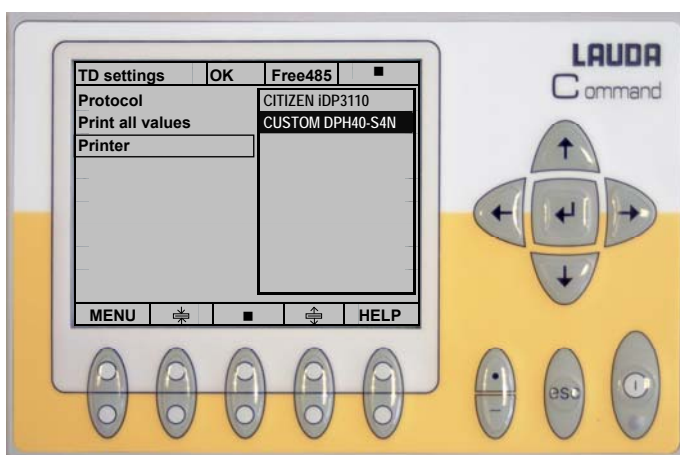 LAUDA
Command
TD settings OK Free485
Protocol CITIZEN iDP3110
Print all values CUSTOM DPH40-S4N
Printer
MENU HELP
esc